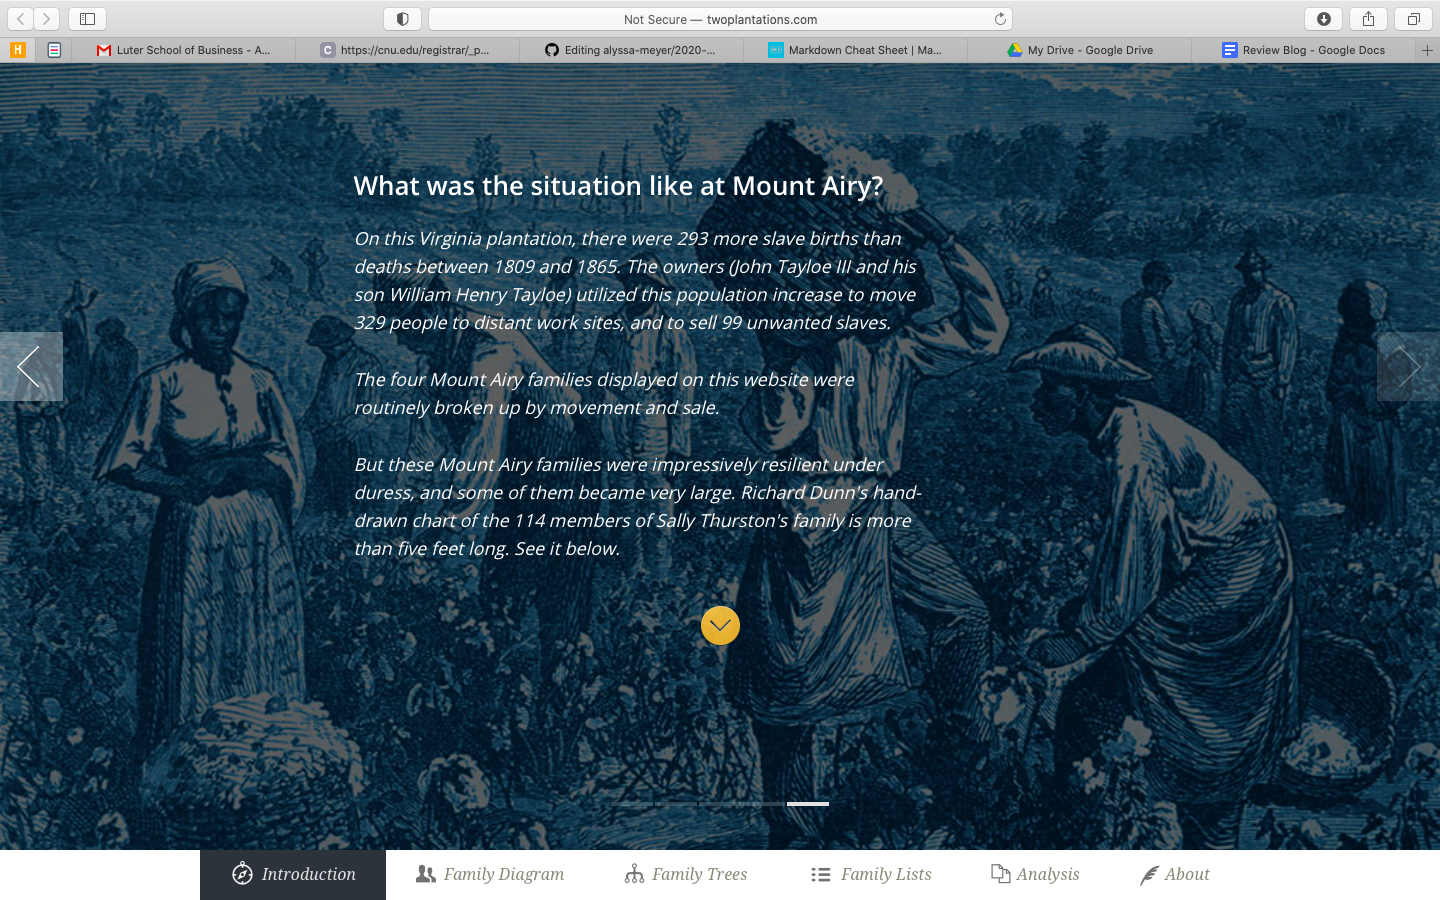 Not Secure — twoplantations.com
H
Luter School of Business - A...
C
https://cnu.edu/registrar/_p...
Editing alyssa-meyer/2020-...
Markdown Cheat Sheet | Ma...
My Drive - Google Drive
Review Blog - Google Docs
What was the situation like at Mount Airy?
On this Virginia plantation, there were 293 more slave births than
deaths between 1809 and 1865. The owners (John Tayloe III and his
son William Henry Tayloe) utilized this population increase to move
329 people to distant work sites, and to sell 99 unwanted slaves.
The four Mount Airy families displayed on this website were
routinely broken up by movement and sale.
But these Mount Airy families were impressively resilient under
duress, and some of them became very large. Richard Dunn's hand-
drawn chart of the 114 members of Sally Thurston's family is more
than five feet long. See it below.
Introduction
Family Diagram
Family Trees
Family Lists
Analysis
About